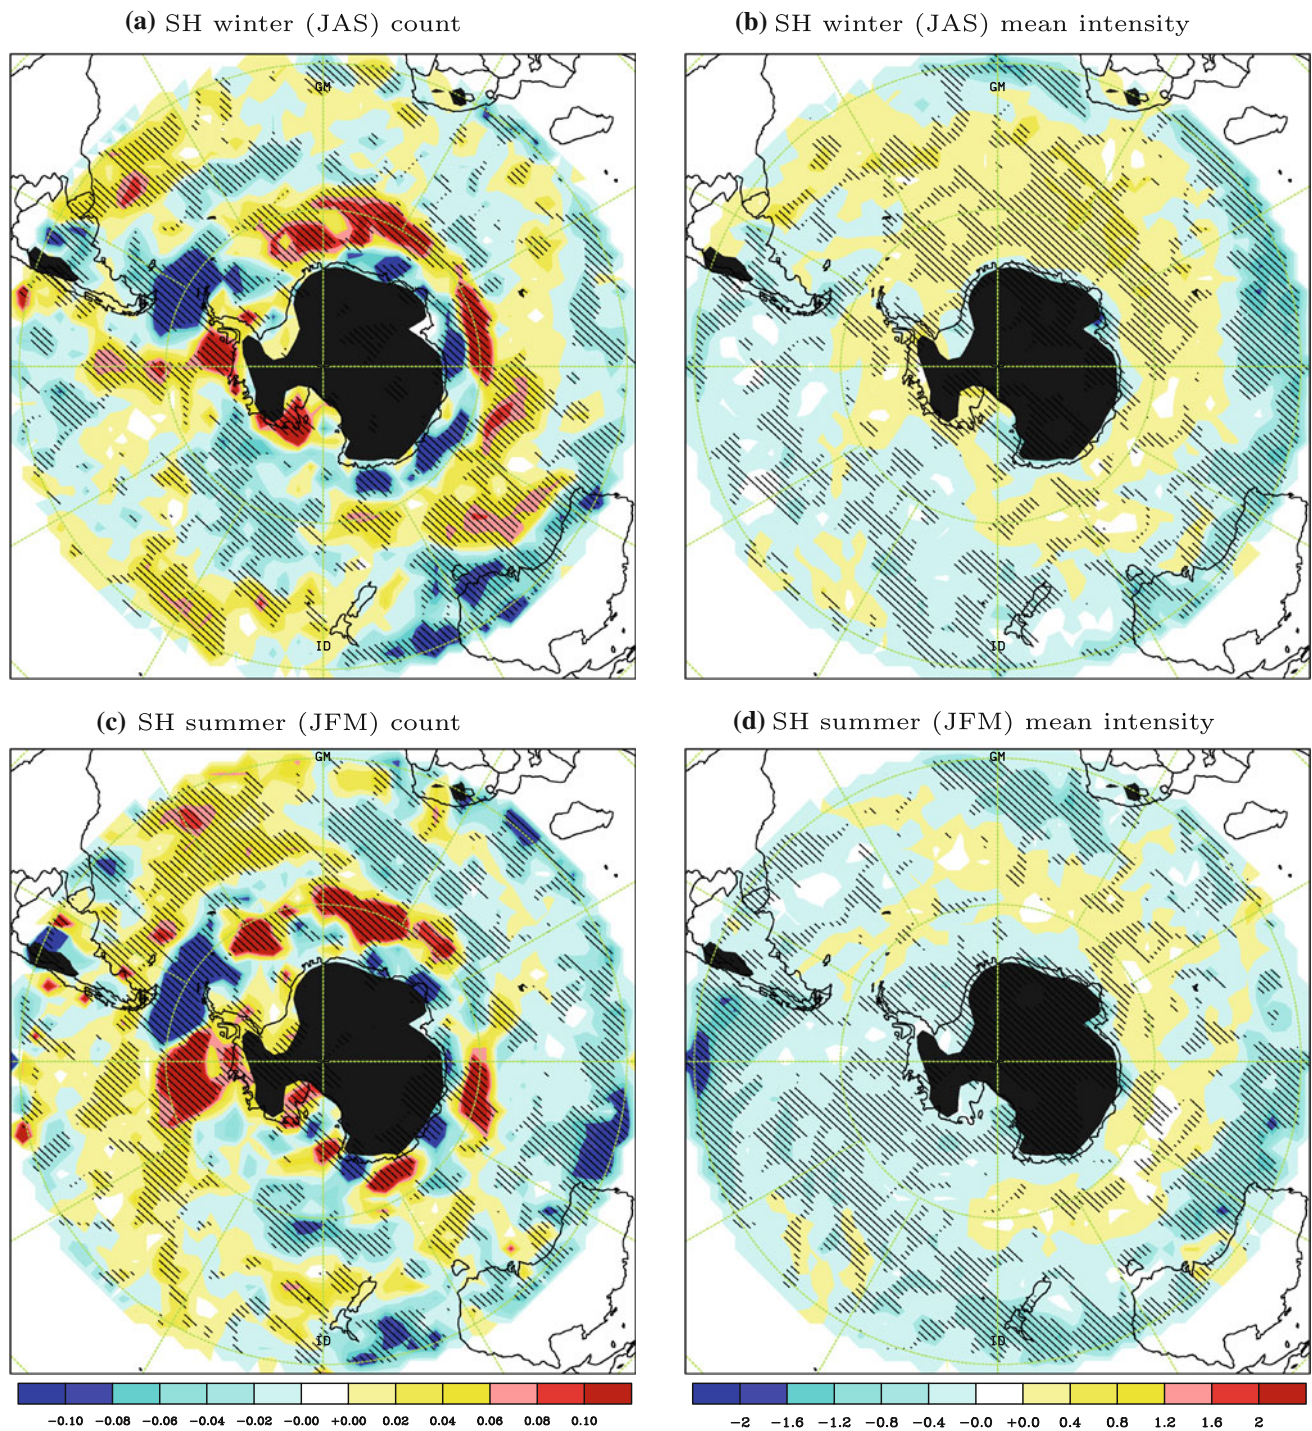 (a) SH winter (JAS) count
(b) SH winter (JAS) mean intensity
GM
GM
ID
ID
(c) SH summer (JFM) count
(d) SH summer (JFM) mean intensity
GM
GM
ID
ID
−0.10 −0.08 −0.06 −0.04 −0.02 −0.00 +0.00 0.02 0.04 0.06 0.08 0.10
−2 −1.6 −1.2 −0.8 −0.4 −0.0 +0.0 0.4 0.8 1.2 1.6 2